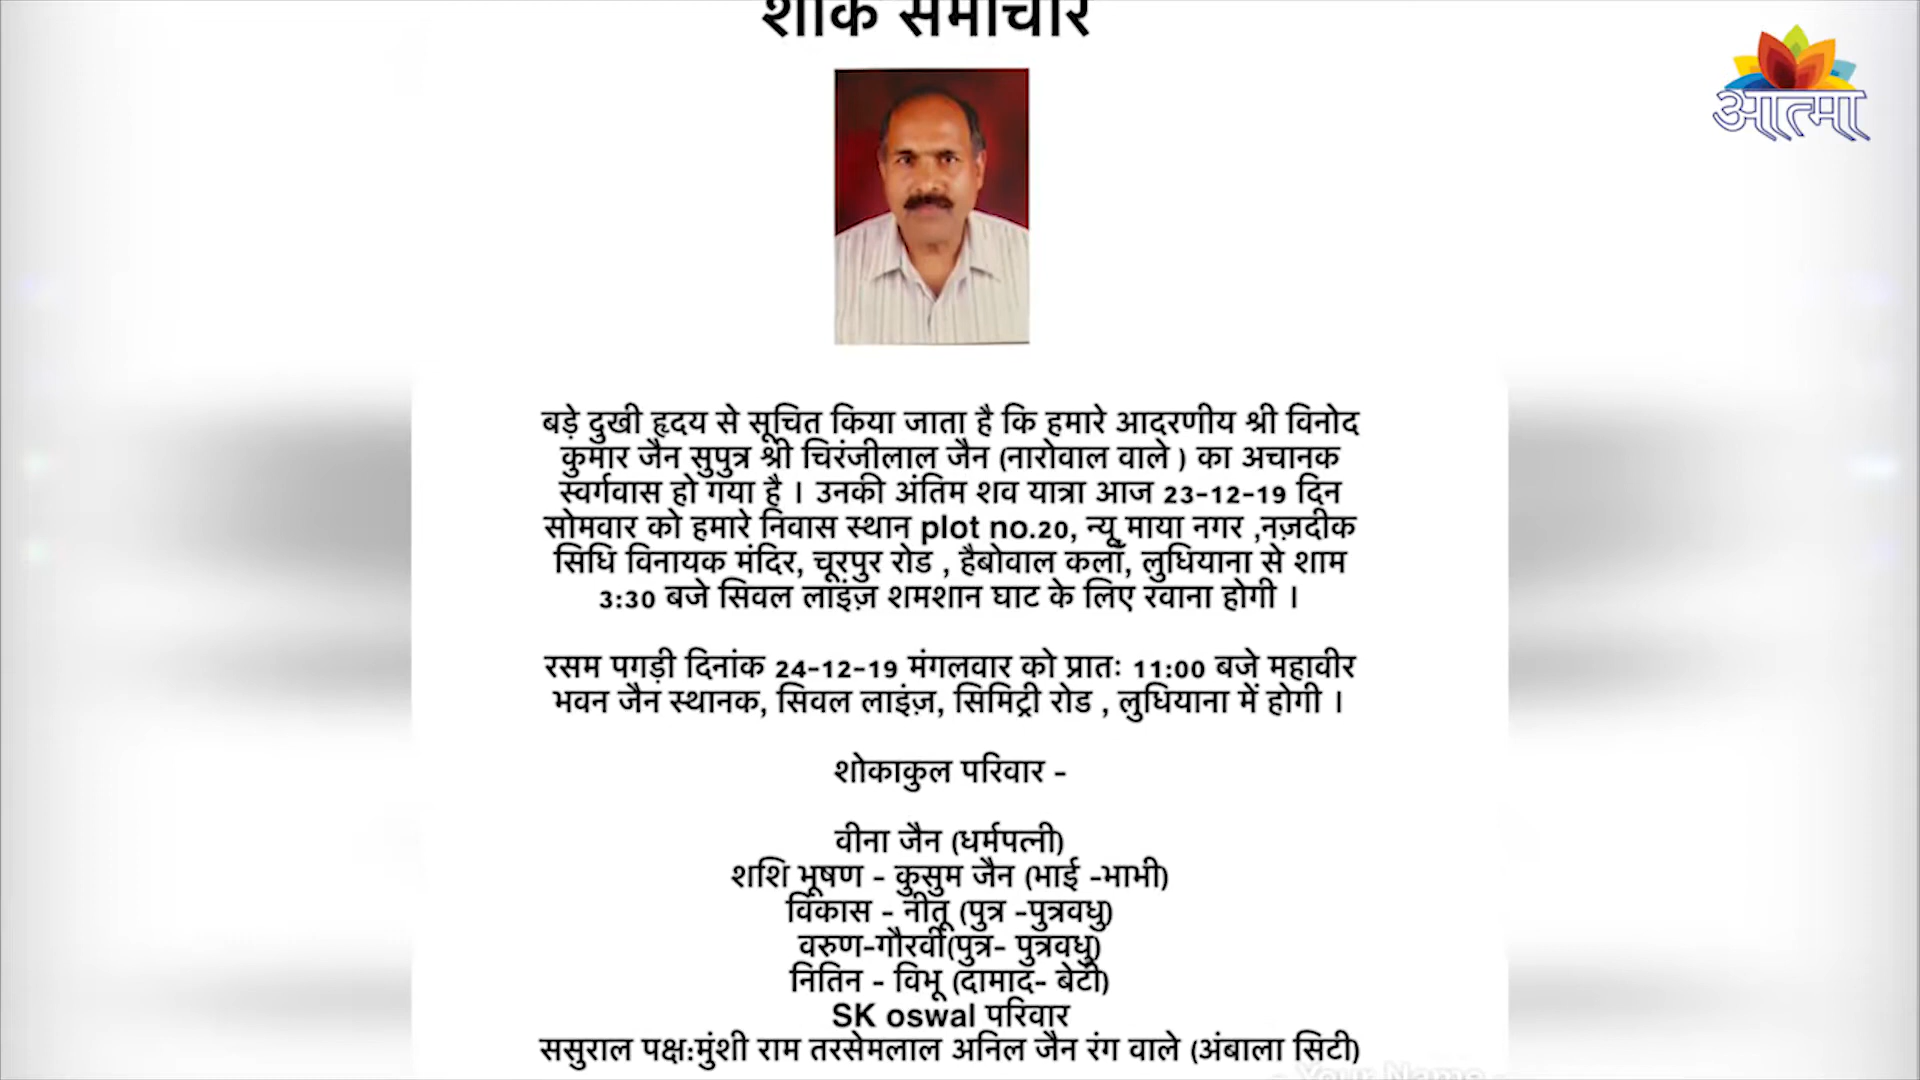 शोक समाचार
आत्मा
बड़े दुखी हृदय से सूचित किया जाता है कि हमारे आदरणीय श्री विनोद
कुमार जैन सुपुत्र श्री चिरंजीलाल जैन (नारोवाल वाले ) का अचानक
स्वर्गवास हो गया है । उनकी अंतिम शव यात्रा आज 23-12-19 दिन
सोमवार को हमारे निवास स्थान plot no.20, न्यू माया नगर ,नज़दीक
सिधि विनायक मंदिर, चूरपुर रोड , हैबोवाल कलाँ, लुधियाना से शाम
3:30 बजे सिवल लाइंज़ शमशान घाट के लिए रवाना होगी ।
रसम पगड़ी दिनांक 24-12-19 मंगलवार को प्रातः 11:00 बजे महावीर
भवन जैन स्थानक, सिवल लाइंज़, सिमिट्री रोड , लुधियाना में होगी ।
शोकाकुल परिवार -
वीना जैन (धर्मपत्नी)
शशि भूषण - कुसुम जैन (भाई -भाभी)
विकास - नीतू (पुत्र -पुत्रवधु)
वरुण-गौरवी(पुत्र- पुत्रवधु)
नितिन - विभू (दामाद- बेटी)
SK oswal परिवार
ससुराल पक्ष:मुंशी राम तरसेमलाल अनिल जैन रंग वाले (अंबाला सिटी)
- Your Name -